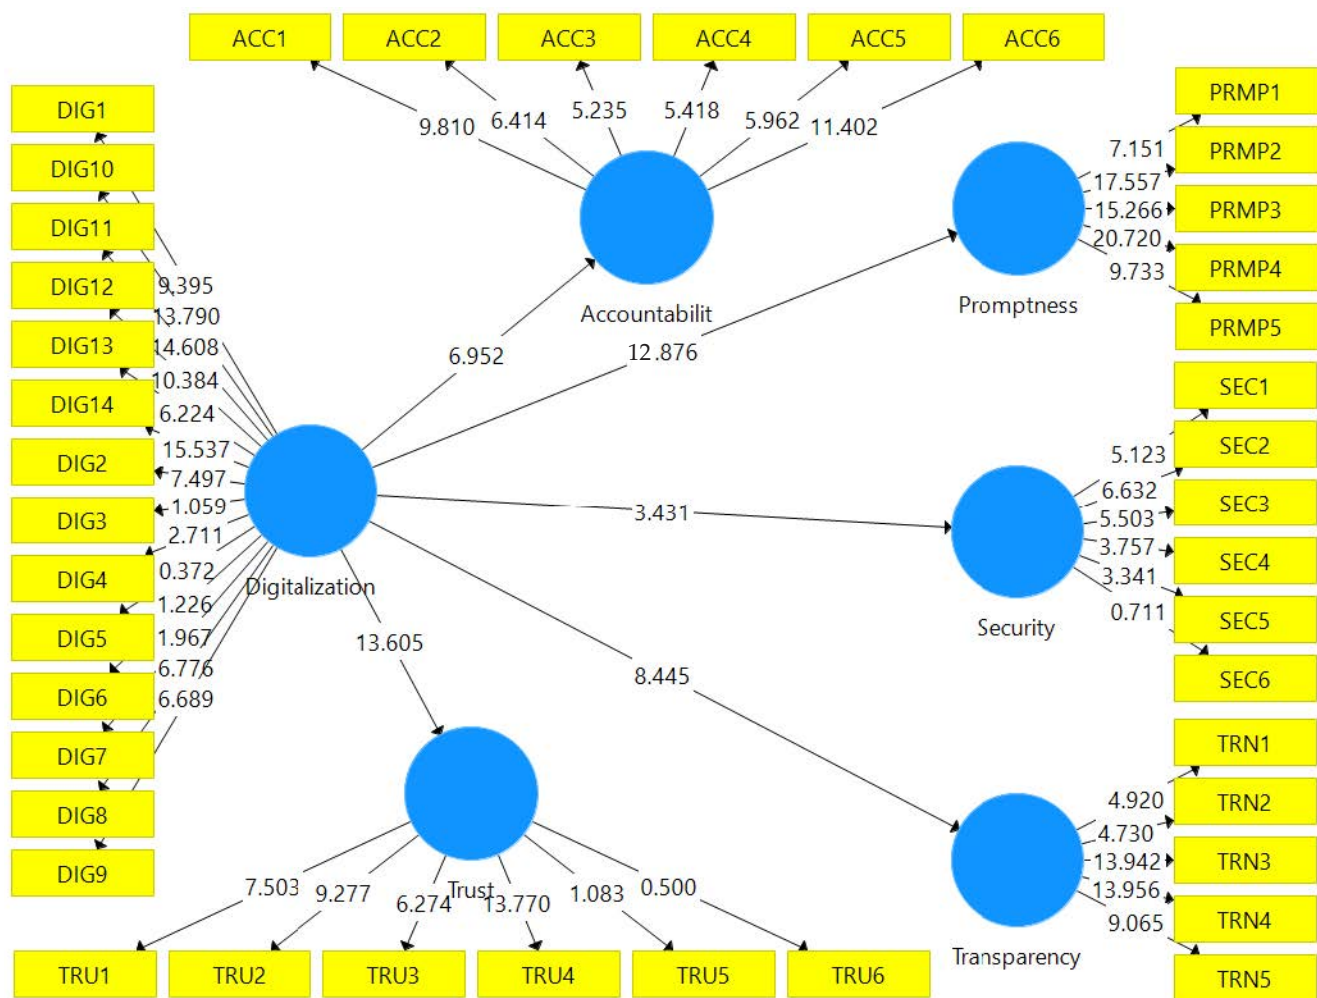 ACC1 ACC2 ACC3 ACC4 ACC5 ACC6
9.810 6.414 5.235 5.418 5.962 11.402
Accountabilit
DIG1
DIG10
DIG11
DIG12
DIG13
DIG14
DIG2
DIG3
DIG4
DIG5
DIG6
DIG7
DIG8
DIG9
9.395
13.790
14.608
10.384
6.224
15.537
7.497
1.059
2.711
0.372
1.226
1.967
6.776
6.689
Digitalization
6.952
12.876
3.431
8.445
13.605
PRMP1
PRMP2
PRMP3
PRMP4
PRMP5
7.151
17.557
15.266
20.720
9.733
Promptness
SEC1
SEC2
SEC3
SEC4
SEC5
SEC6
5.123
6.632
5.503
3.757
3.341
0.711
Security
TRN1
TRN2
TRN3
TRN4
TRN5
4.920
4.730
13.942
13.956
9.065
Transparency
Trust
7.503 9.277 6.274 13.770 1.083 0.500
TRU1 TRU2 TRU3 TRU4 TRU5 TRU6